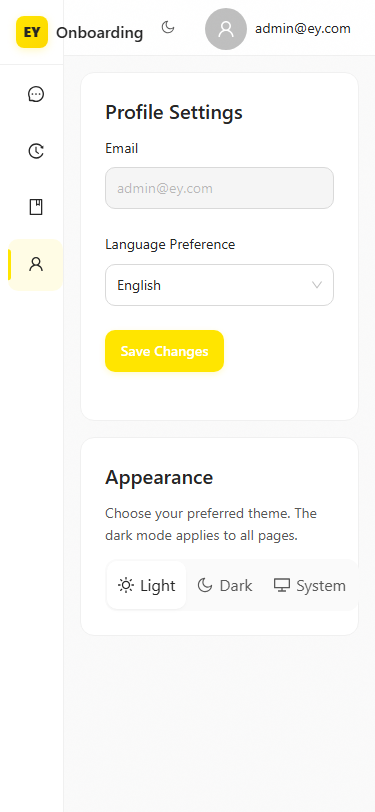 EY Onboarding
admin@ey.com
Profile Settings
Email
admin@ey.com
Language Preference
English
Save Changes
Appearance
Choose your preferred theme. The
dark mode applies to all pages.
Light Dark System